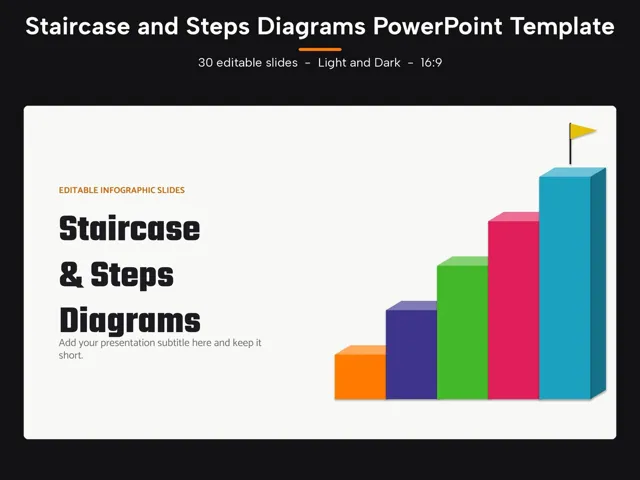 Staircase and Steps Diagrams PowerPoint Template
30 editable slides - Light and Dark - 16:9
EDITABLE INFOGRAPHIC SLIDES
Staircase
& Steps
Diagrams
Add your presentation subtitle here and keep it
short.